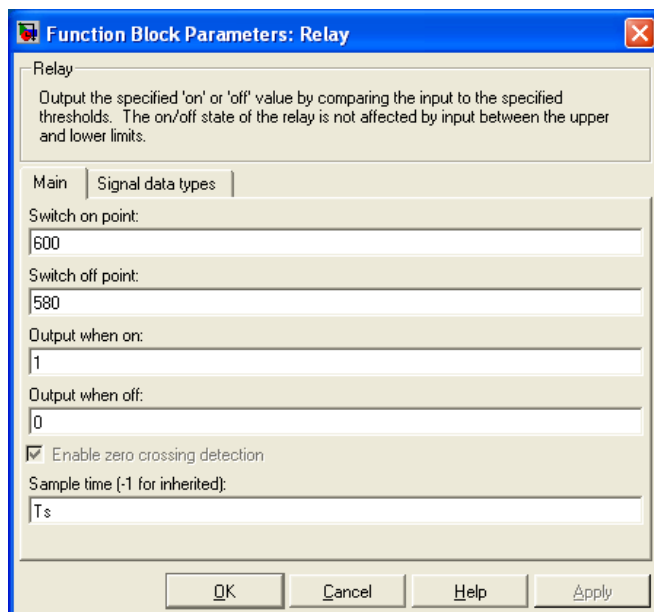 Function Block Parameters: Relay
Relay
Output the specified 'on' or 'off' value by comparing the input to the specified
thresholds.  The on/off state of the relay is not affected by input between the upper
and lower limits.
Main
Signal data types
Switch on point:
600
Switch off point:
580
Output when on:
1
Output when off:
0
Enable zero crossing detection
Sample time (-1 for inherited):
Ts
OK
Cancel
Help
Apply